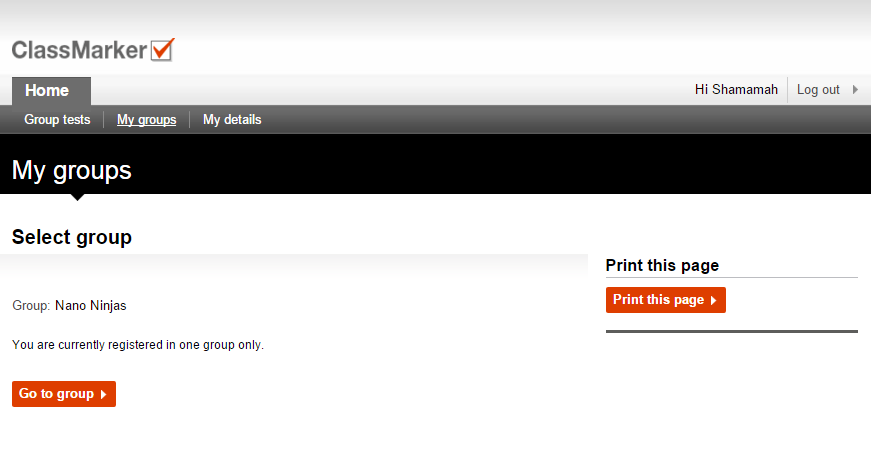 ClassMarker
Home
Hi Shamamah Log out
Group tests My groups My details
My groups
Select group
Print this page
Print this page
Group: Nano Ninjas
You are currently registered in one group only.
Go to group